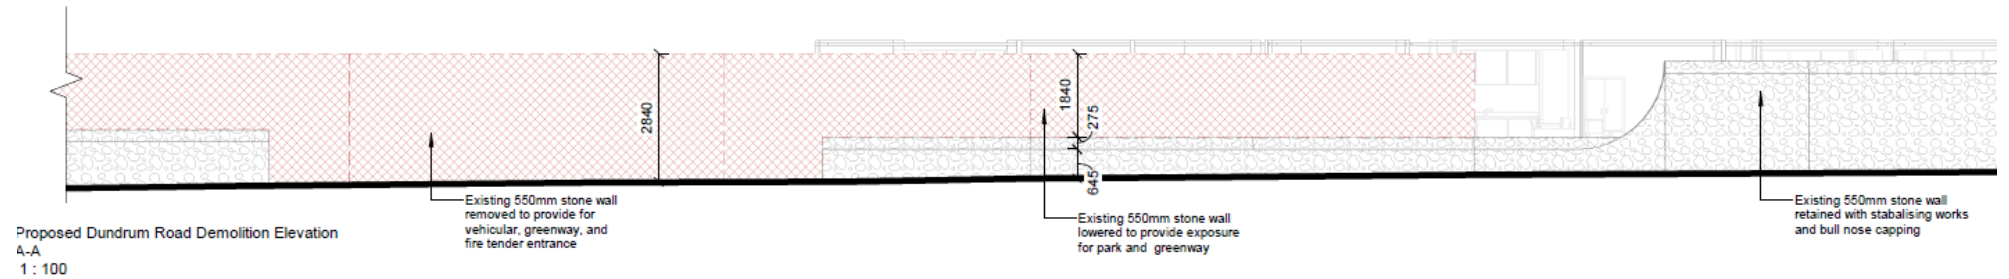 2840
1840
275
645
Existing 550mm stone wall
removed to provide for
vehicular, greenway, and
fire tender entrance
Existing 550mm stone wall
lowered to provide exposure
for park and greenway
Existing 550mm stone wall
retained with stabalising works
and bull nose capping
Proposed Dundrum Road Demolition Elevation
A-A
1 : 100